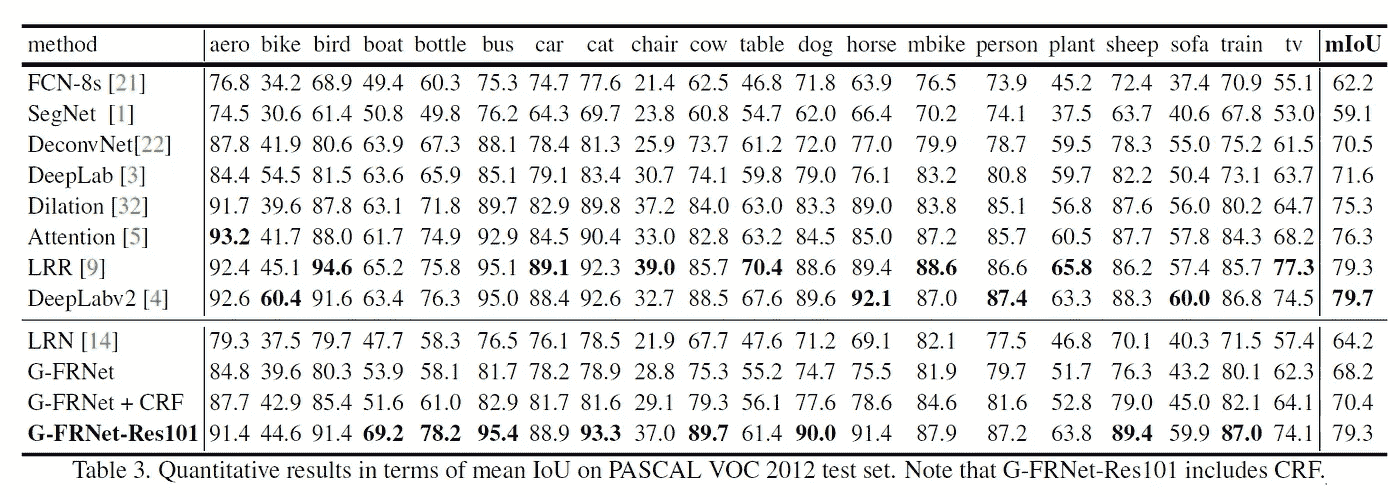 method aero bike bird boat bottle bus car cat chair cow table dog horse mbike person plant sheep sofa train tv mIoU
FCN-8s [21] 76.8 34.2 68.9 49.4 60.3 75.3 74.7 77.6 21.4 62.5 46.8 71.8 63.9 76.5 73.9 45.2 72.4 37.4 70.9 55.1 62.2
SegNet [1] 74.5 30.6 61.4 50.8 49.8 76.2 64.3 69.7 23.8 60.8 54.7 62.0 66.4 70.2 74.1 37.5 63.7 40.6 67.8 53.0 59.1
DeconvNet[22] 87.8 41.9 80.6 63.9 67.3 88.1 78.4 81.3 25.9 73.7 61.2 72.0 77.0 79.9 78.7 59.5 78.3 55.0 75.2 61.5 70.5
DeepLab [3] 84.4 54.5 81.5 63.6 65.9 85.1 79.1 83.4 30.7 74.1 59.8 79.0 76.1 83.2 80.8 59.7 82.2 50.4 73.1 63.7 71.6
Dilation [32] 91.7 39.6 87.8 63.1 71.8 89.7 82.9 89.8 37.2 84.0 63.0 83.3 89.0 83.8 85.1 56.8 87.6 56.0 80.2 64.7 75.3
Attention [5] 93.2 41.7 88.0 61.7 74.9 92.9 84.5 90.4 33.0 82.8 63.2 84.5 85.0 87.2 85.7 60.5 87.7 57.8 84.3 68.2 76.3
LRR [9] 92.4 45.1 94.6 65.2 75.8 95.1 89.1 92.3 39.0 85.7 70.4 88.6 89.4 88.6 86.6 65.8 86.2 57.4 85.7 77.3 79.3
DeepLabv2 [4] 92.6 60.4 91.6 63.4 76.3 95.0 88.4 92.6 32.7 88.5 67.6 89.6 92.1 87.0 87.4 63.3 88.3 60.0 86.8 74.5 79.7
LRN [14] 79.3 37.5 79.7 47.7 58.3 76.5 76.1 78.5 21.9 67.7 47.6 71.2 69.1 82.1 77.5 46.8 70.1 40.3 71.5 57.4 64.2
G-FRNet 84.8 39.6 80.3 53.9 58.1 81.7 78.2 78.9 28.8 75.3 55.2 74.7 75.5 81.9 79.7 51.7 76.3 43.2 80.1 62.3 68.2
G-FRNet + CRF 87.7 42.9 85.4 51.6 61.0 82.9 81.7 81.6 29.1 79.3 56.1 77.6 78.6 84.6 81.6 52.8 79.0 45.0 82.1 64.1 70.4
G-FRNet-Res101 91.4 44.6 91.4 69.2 78.2 95.4 88.9 93.3 37.0 89.7 61.4 90.0 91.4 87.9 87.2 63.8 89.4 59.9 87.0 74.1 79.3
Table 3. Quantitative results in terms of mean IoU on PASCAL VOC 2012 test set. Note that G-FRNet-Res101 includes CRF.